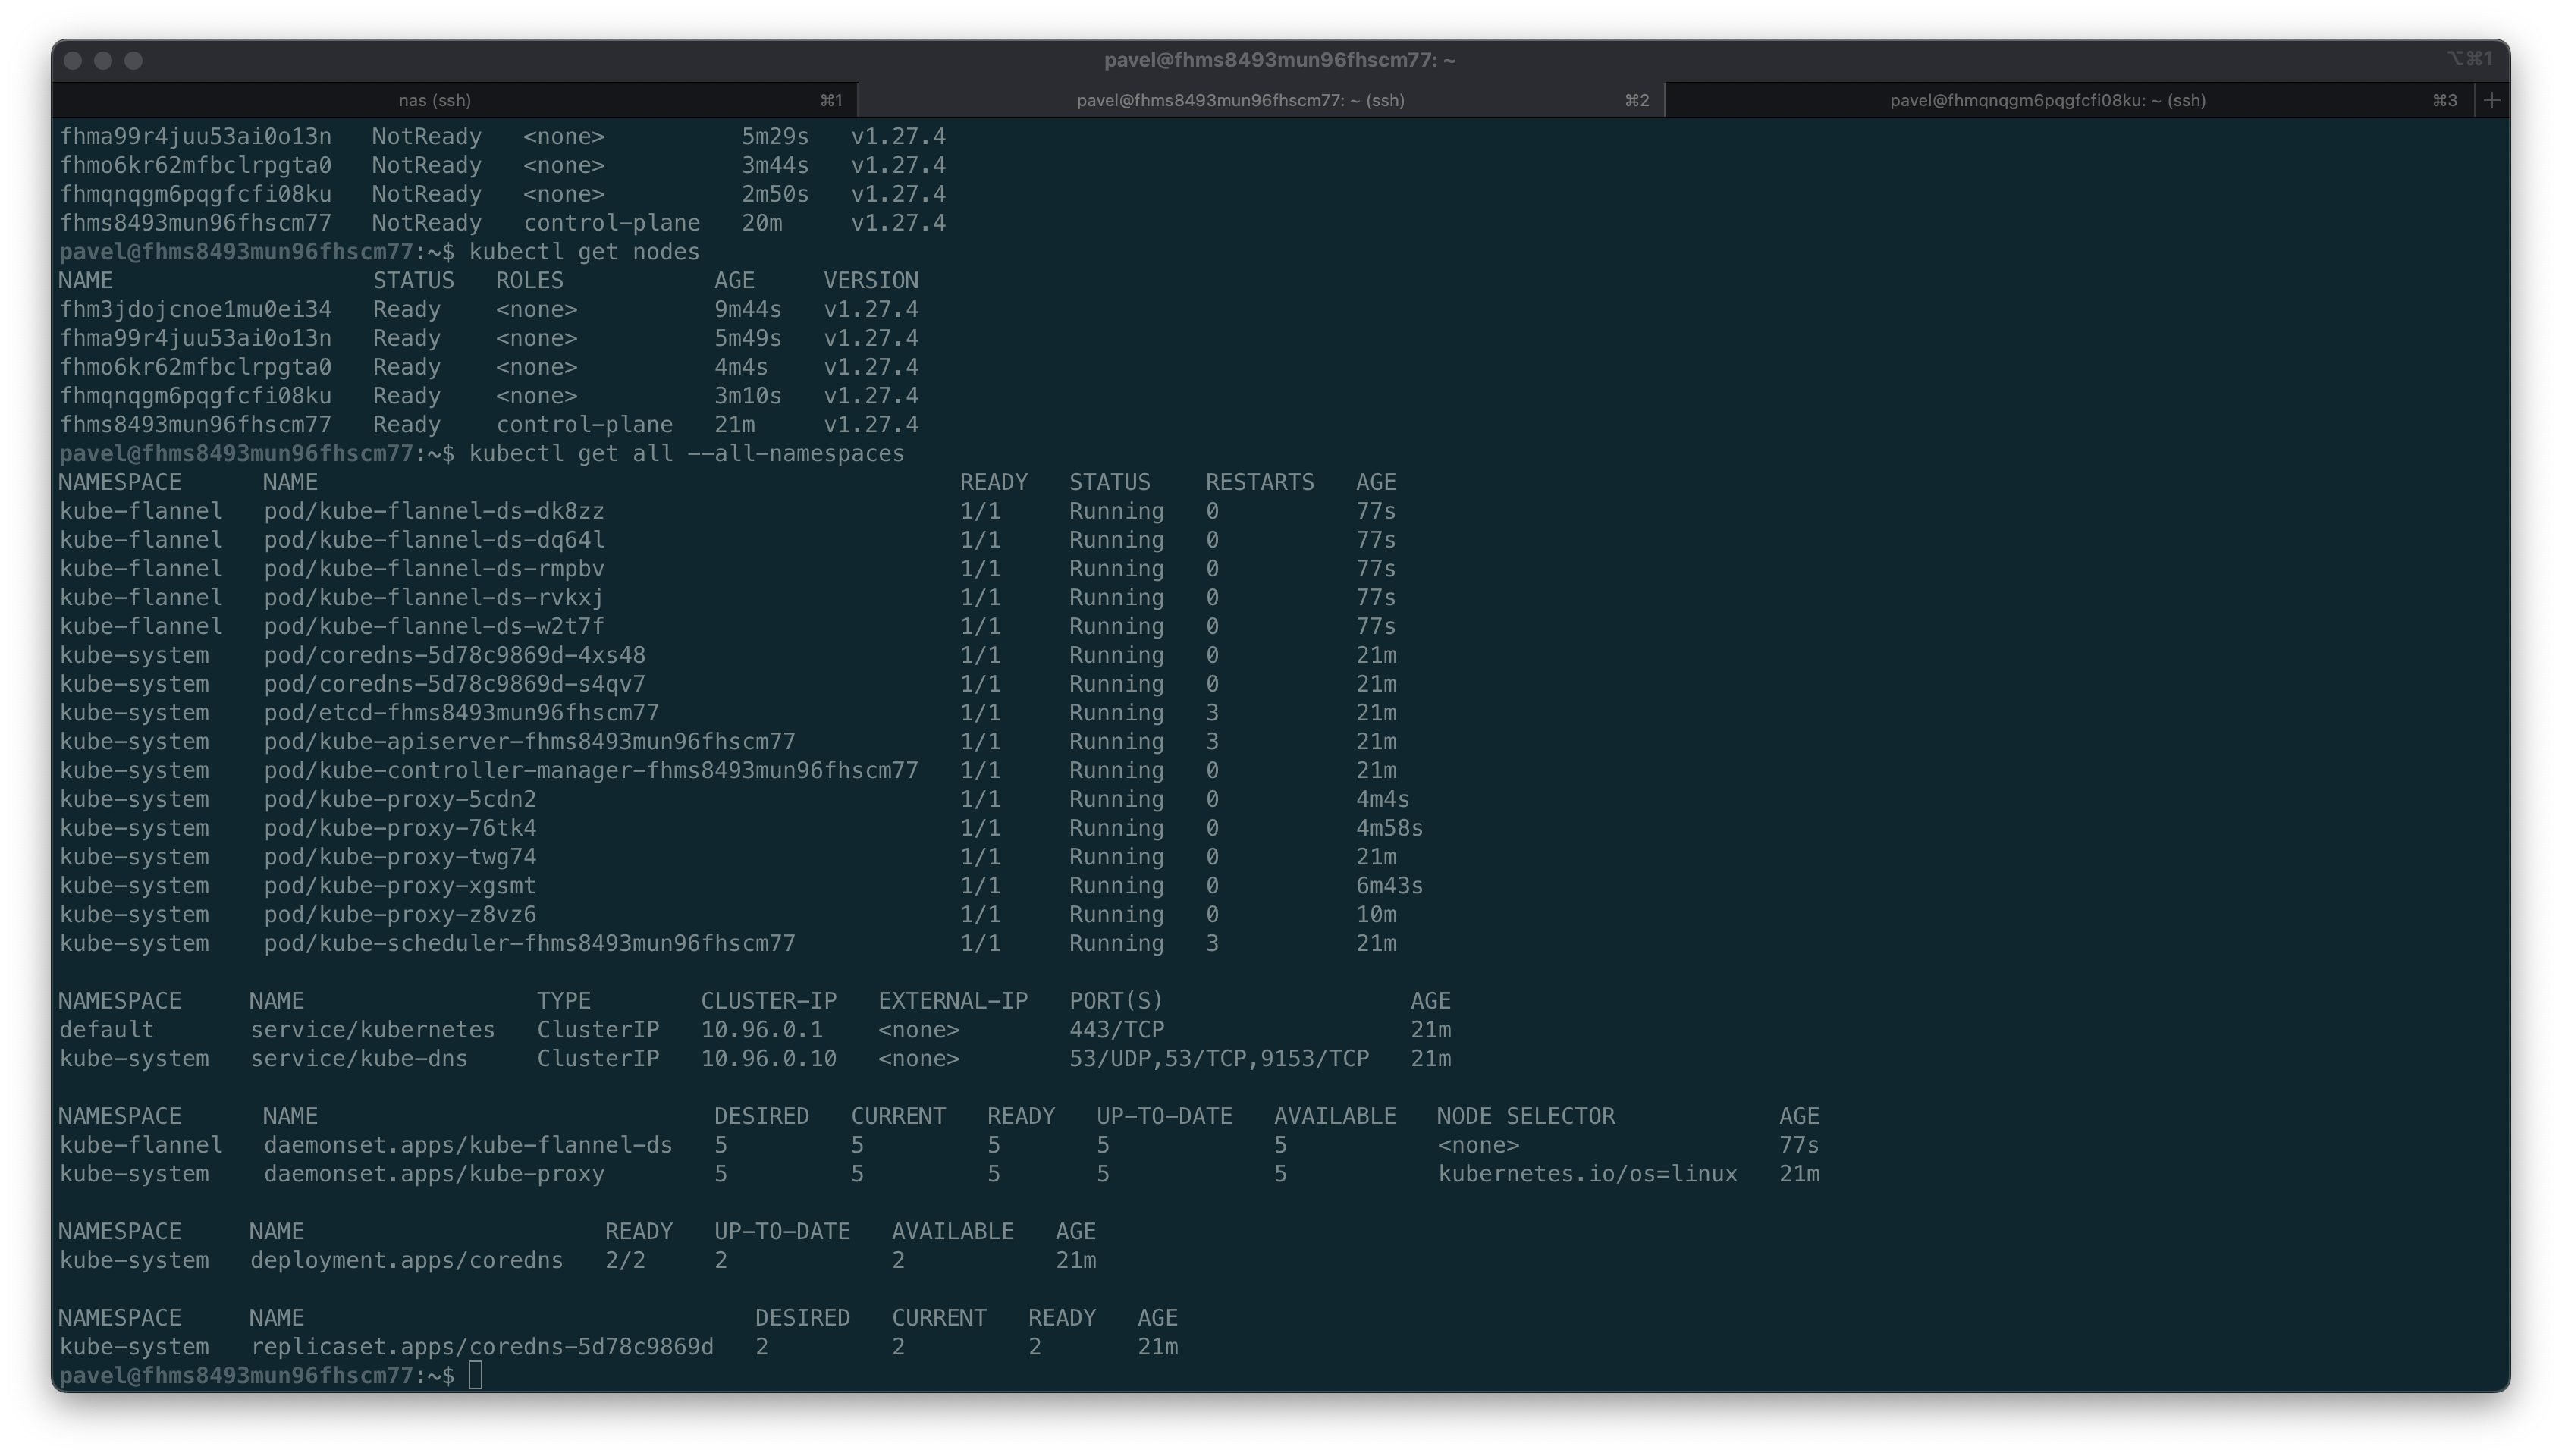 pavel@fhms8493mun96fhscm77: ~ ⌥⌘1
nas (ssh) ⌘1 pavel@fhms8493mun96fhscm77: ~ (ssh) ⌘2 pavel@fhmqnqgm6pqgfcfi08ku: ~ (ssh) ⌘3 +
fhma99r4juu53ai0o13n   NotReady   <none>          5m29s   v1.27.4
fhmo6kr62mfbclrpgta0   NotReady   <none>          3m44s   v1.27.4
fhmqnqgm6pqgfcfi08ku   NotReady   <none>          2m50s   v1.27.4
fhms8493mun96fhscm77   NotReady   control-plane   20m     v1.27.4
pavel@fhms8493mun96fhscm77:~$ kubectl get nodes
NAME                   STATUS   ROLES           AGE     VERSION
fhm3jdojcnoe1mu0ei34   Ready    <none>          9m44s   v1.27.4
fhma99r4juu53ai0o13n   Ready    <none>          5m49s   v1.27.4
fhmo6kr62mfbclrpgta0   Ready    <none>          4m4s    v1.27.4
fhmqnqgm6pqgfcfi08ku   Ready    <none>          3m10s   v1.27.4
fhms8493mun96fhscm77   Ready    control-plane   21m     v1.27.4
pavel@fhms8493mun96fhscm77:~$ kubectl get all --all-namespaces
NAMESPACE      NAME                                               READY   STATUS    RESTARTS   AGE
kube-flannel   pod/kube-flannel-ds-dk8zz                          1/1     Running   0          77s
kube-flannel   pod/kube-flannel-ds-dq64l                          1/1     Running   0          77s
kube-flannel   pod/kube-flannel-ds-rmpbv                          1/1     Running   0          77s
kube-flannel   pod/kube-flannel-ds-rvkxj                          1/1     Running   0          77s
kube-flannel   pod/kube-flannel-ds-w2t7f                          1/1     Running   0          77s
kube-system    pod/coredns-5d78c9869d-4xs48                       1/1     Running   0          21m
kube-system    pod/coredns-5d78c9869d-s4qv7                       1/1     Running   0          21m
kube-system    pod/etcd-fhms8493mun96fhscm77                      1/1     Running   3          21m
kube-system    pod/kube-apiserver-fhms8493mun96fhscm77            1/1     Running   3          21m
kube-system    pod/kube-controller-manager-fhms8493mun96fhscm77   1/1     Running   0          21m
kube-system    pod/kube-proxy-5cdn2                               1/1     Running   0          4m4s
kube-system    pod/kube-proxy-76tk4                               1/1     Running   0          4m58s
kube-system    pod/kube-proxy-twg74                               1/1     Running   0          21m
kube-system    pod/kube-proxy-xgsmt                               1/1     Running   0          6m43s
kube-system    pod/kube-proxy-z8vz6                               1/1     Running   0          10m
kube-system    pod/kube-scheduler-fhms8493mun96fhscm77            1/1     Running   3          21m
NAMESPACE     NAME                 TYPE        CLUSTER-IP   EXTERNAL-IP   PORT(S)                  AGE
default       service/kubernetes   ClusterIP   10.96.0.1    <none>        443/TCP                  21m
kube-system   service/kube-dns     ClusterIP   10.96.0.10   <none>        53/UDP,53/TCP,9153/TCP   21m
NAMESPACE      NAME                             DESIRED   CURRENT   READY   UP-TO-DATE   AVAILABLE   NODE SELECTOR            AGE
kube-flannel   daemonset.apps/kube-flannel-ds   5         5         5       5            5           <none>                   77s
kube-system    daemonset.apps/kube-proxy        5         5         5       5            5           kubernetes.io/os=linux   21m
NAMESPACE     NAME                      READY   UP-TO-DATE   AVAILABLE   AGE
kube-system   deployment.apps/coredns   2/2     2            2           21m
NAMESPACE     NAME                                 DESIRED   CURRENT   READY   AGE
kube-system   replicaset.apps/coredns-5d78c9869d   2         2         2       21m
pavel@fhms8493mun96fhscm77:~$